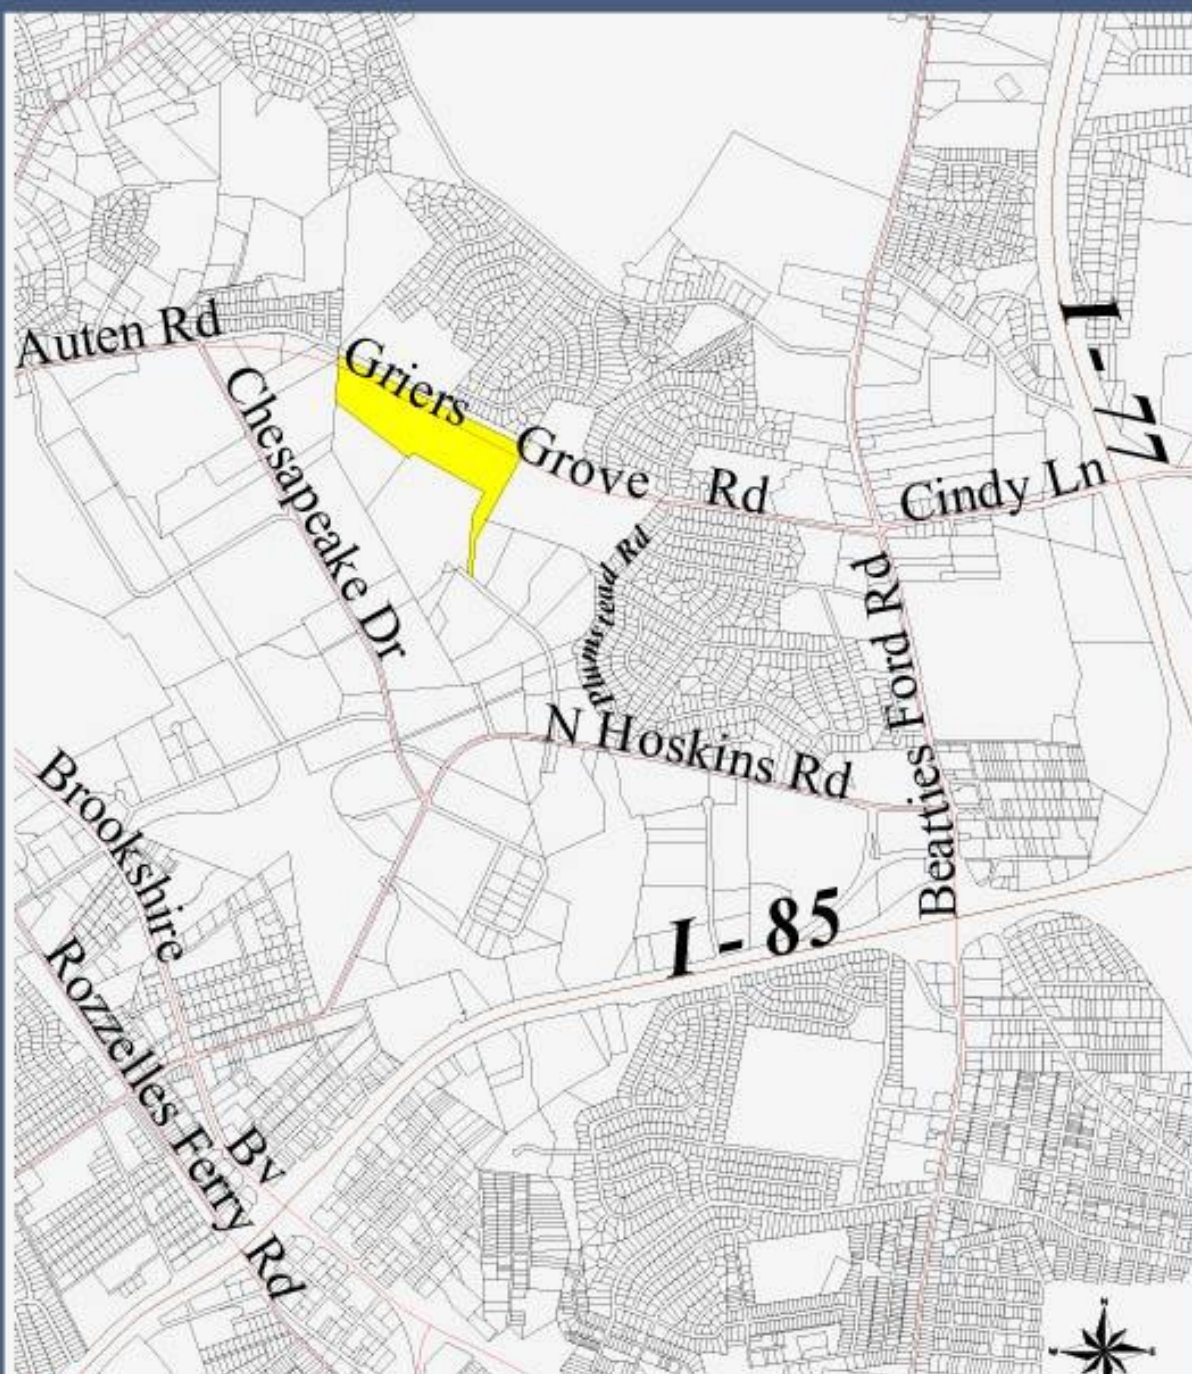 Auten Rd
Griers Grove Rd
Chesapeake Dr
I - 77
Cindy Ln
Plumstead Rd
Beatties Ford Rd
N Hoskins Rd
Brookshire Bv
I - 85
Rozzelles Ferry Rd
N
W
E